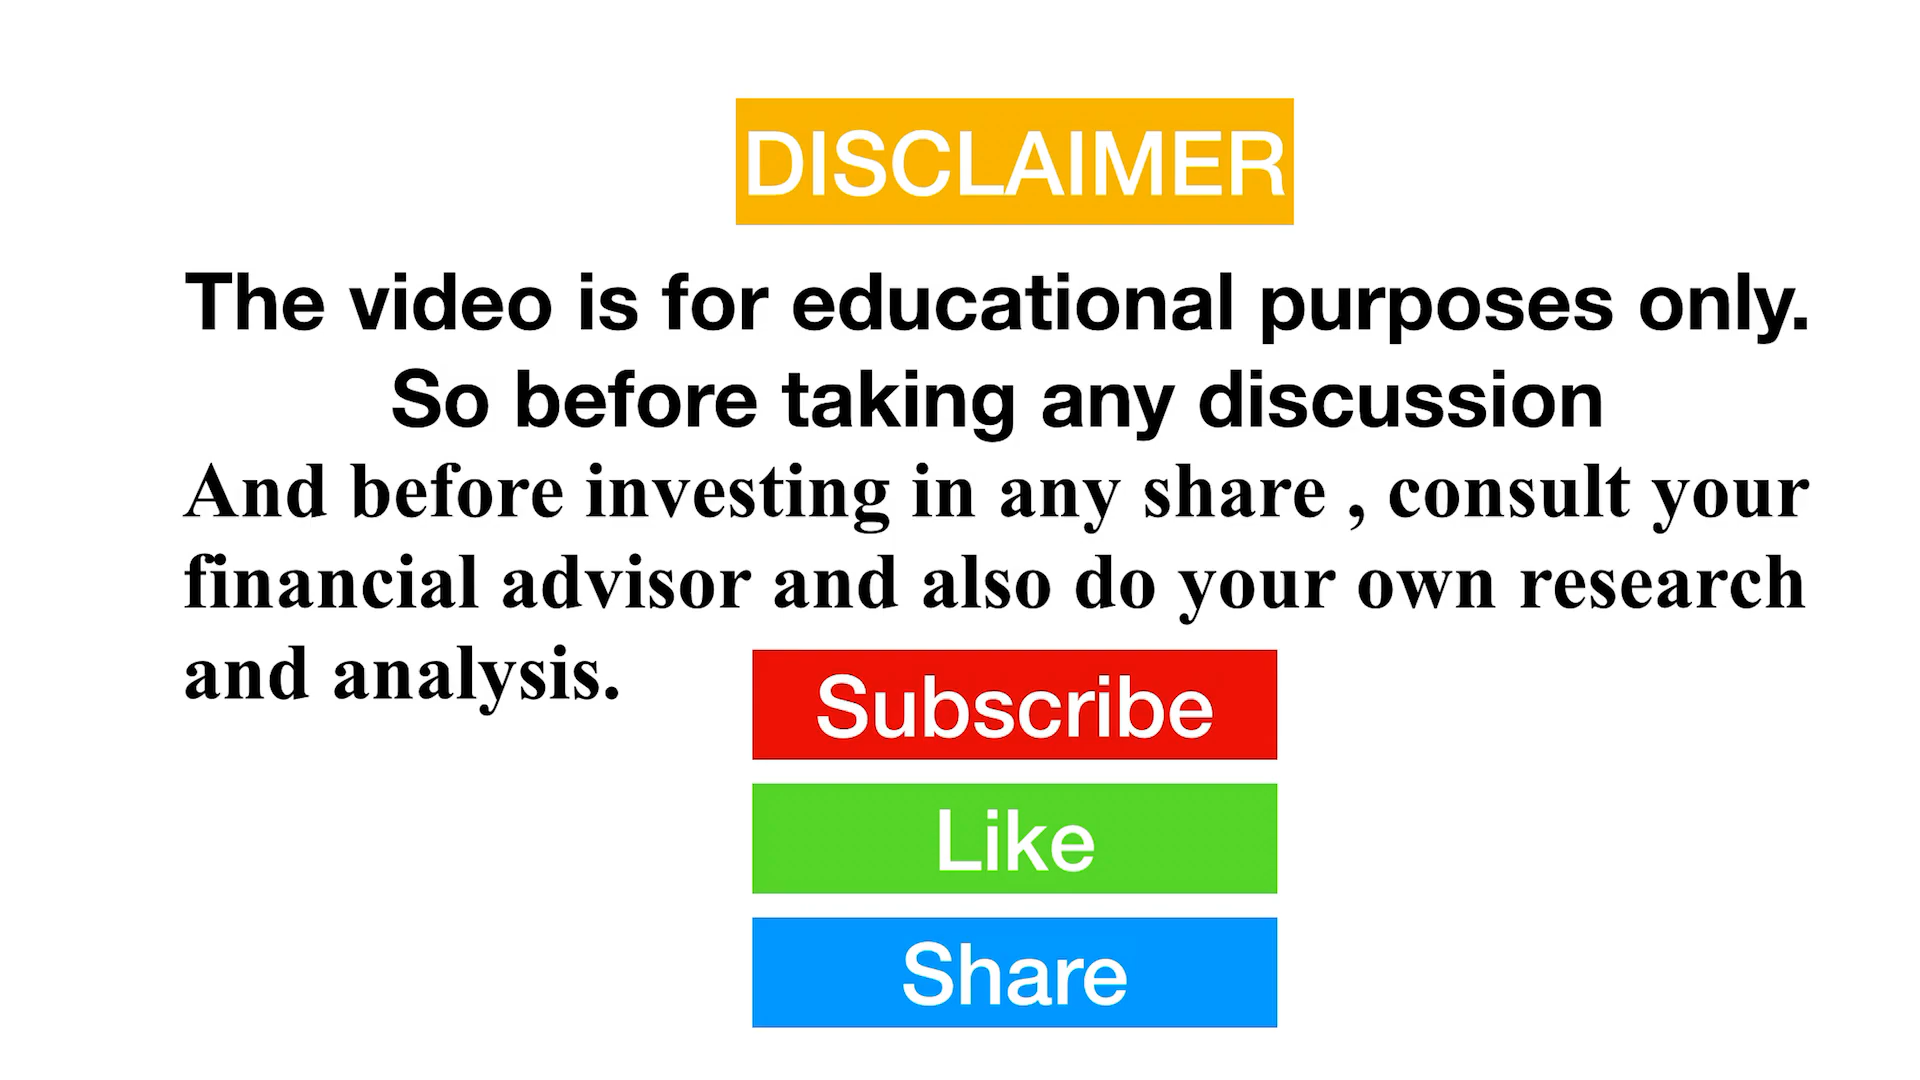 DISCLAIMER
The video is for educational purposes only.
So before taking any discussion
And before investing in any share , consult your
financial advisor and also do your own research
and analysis.
Subscribe
Like
Share